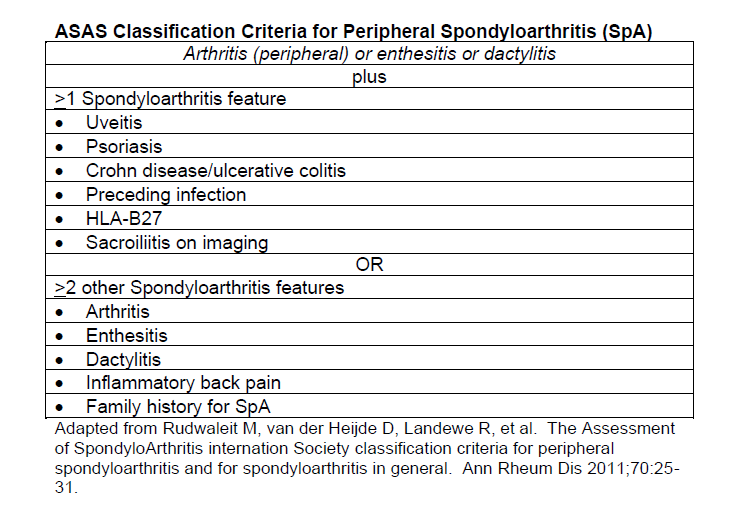 ASAS Classification Criteria for Peripheral Spondyloarthritis (SpA)
Arthritis (peripheral) or enthesitis or dactylitis
plus
≥1 Spondyloarthritis feature
• Uveitis
• Psoriasis
• Crohn disease/ulcerative colitis
• Preceding infection
• HLA-B27
• Sacroiliitis on imaging
OR
≥2 other Spondyloarthritis features
• Arthritis
• Enthesitis
• Dactylitis
• Inflammatory back pain
• Family history for SpA
Adapted from Rudwaleit M, van der Heijde D, Landewe R, et al.  The Assessment
of SpondyloArthritis internation Society classification criteria for peripheral
spondyloarthritis and for spondyloarthritis in general.  Ann Rheum Dis 2011;70:25-
31.